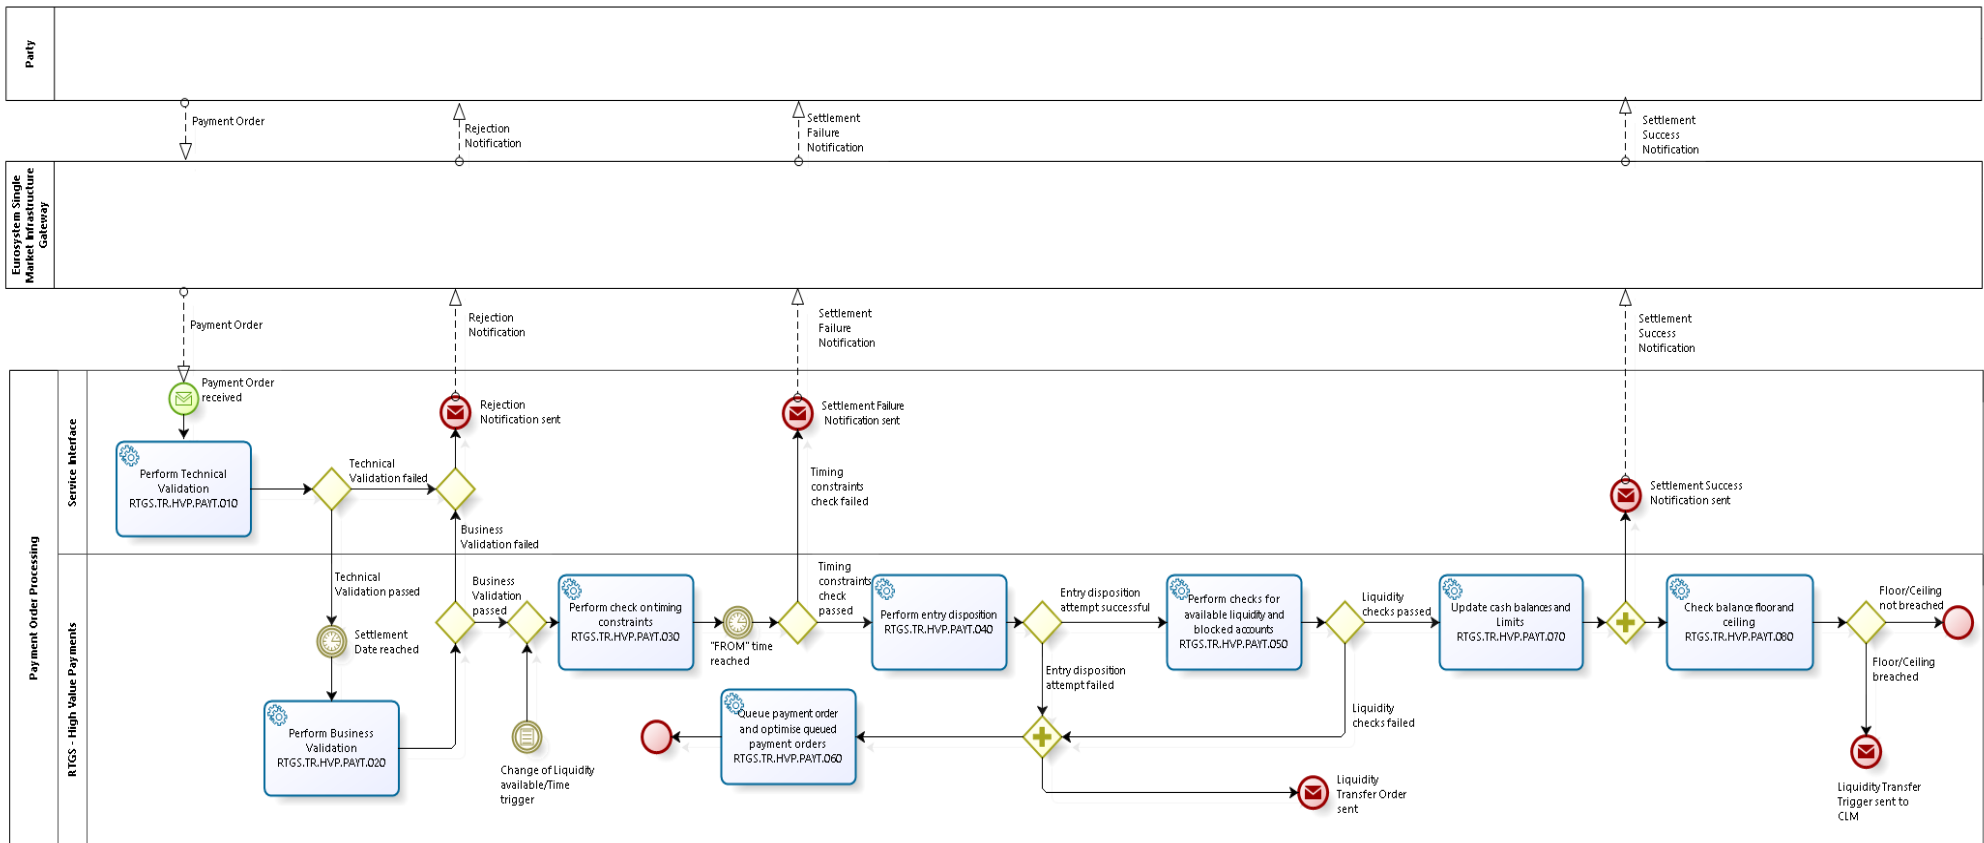 Party
Payment Order
Rejection
Notification
Settlement
Failure
Notification
Settlement
Success
Notification
Eurosystem Single
Market Infrastructure
Gateway
Payment Order
Rejection
Notification
Settlement
Failure
Notification
Settlement
Success
Notification
Payment Order Processing
Service Interface
Payment Order
received
Perform Technical
Validation
RTGS.TR.HVP.PAYT.010
Technical
Validation failed
Rejection
Notification sent
Business
Validation failed
Settlement Failure
Notification sent
Timing
constraints
check failed
Settlement Success
Notification sent
RTGS - High Value Payments
Technical
Validation passed
Settlement
Date reached
Perform Business
Validation
RTGS.TR.HVP.PAYT.020
Business
Validation
passed
Change of Liquidity
available/Time
trigger
Perform check on timing
constraints
RTGS.TR.HVP.PAYT.030
"FROM" time
reached
Timing
constraints
check
passed
Perform entry disposition
RTGS.TR.HVP.PAYT.040
Entry disposition
attempt successful
Entry disposition
attempt failed
Perform checks for
available liquidity and
blocked accounts
RTGS.TR.HVP.PAYT.050
Liquidity
checks passed
Liquidity
checks failed
Queue payment order
and optimise queued
payment orders
RTGS.TR.HVP.PAYT.060
Liquidity
Transfer Order
sent
Update cash balances and
Limits
RTGS.TR.HVP.PAYT.070
Check balance floor and
ceiling
RTGS.TR.HVP.PAYT.080
Floor/Ceiling
not breached
Floor/Ceiling
breached
Liquidity Transfer
Trigger sent to
CLM